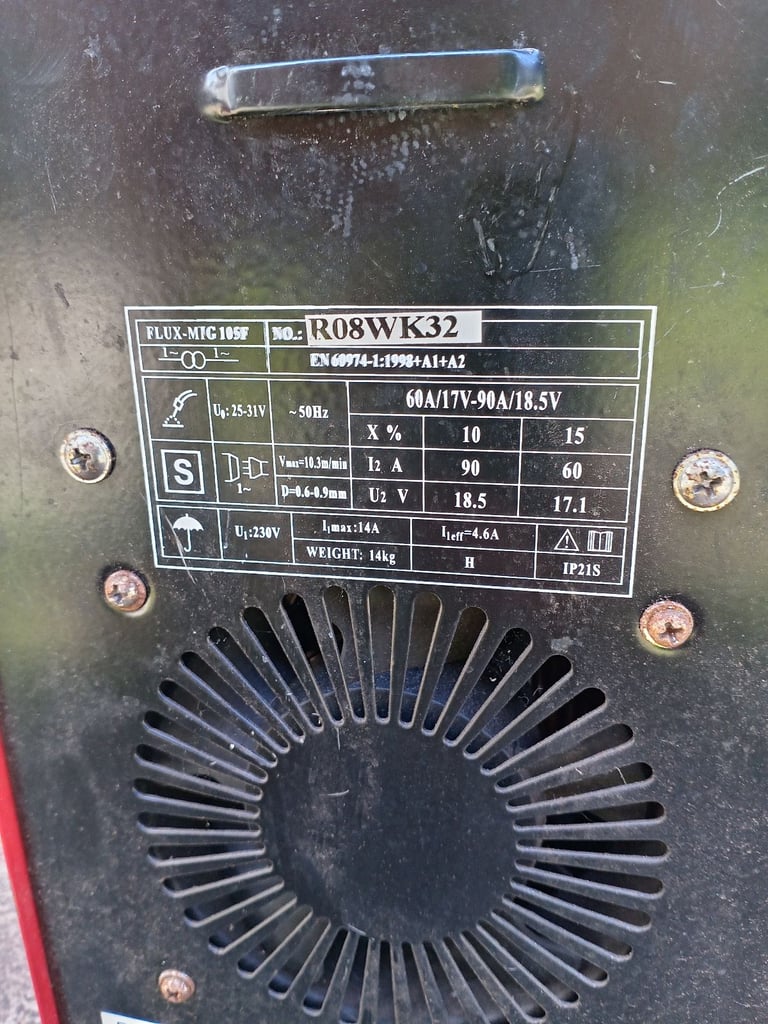 FLUX-MIG 105F NO.: R08WK32
1~ 1~ EN 60974-1:1998+A1+A2
U₀: 25-31V ~50Hz 60A/17V-90A/18.5V
X % 10 15
S 1~ Vmax=10.3m/min I2 A 90 60
D=0.6-0.9mm U2 V 18.5 17.1
U₁:230V I₁max:14A I₁eff=4.6A
WEIGHT: 14kg H IP21S